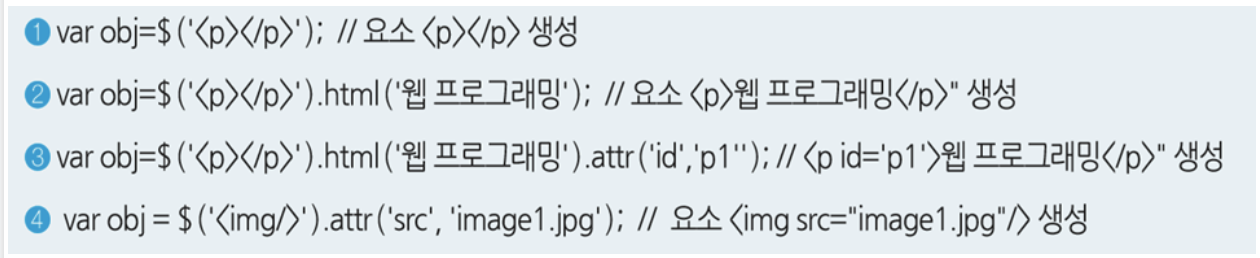 ❶ var obj=$('〈p〉〈/p〉'); // 요소 〈p〉〈/p〉 생성
❷ var obj=$('〈p〉〈/p〉').html('웹 프로그래밍'); // 요소 〈p〉웹 프로그래밍〈/p〉" 생성
❸ var obj=$('〈p〉〈/p〉').html('웹 프로그래밍').attr('id','p1''); // 〈p id='p1'〉웹 프로그래밍〈/p〉" 생성
❹ var obj = $('〈img/〉').attr('src', 'image1.jpg'); // 요소 〈img src="image1.jpg"/〉 생성